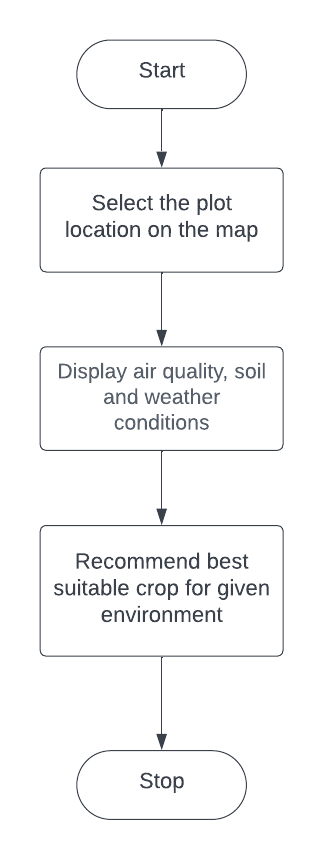 Start
Select the plot
location on the map
Display air quality, soil
and weather
conditions
Recommend best
suitable crop for given
environment
Stop